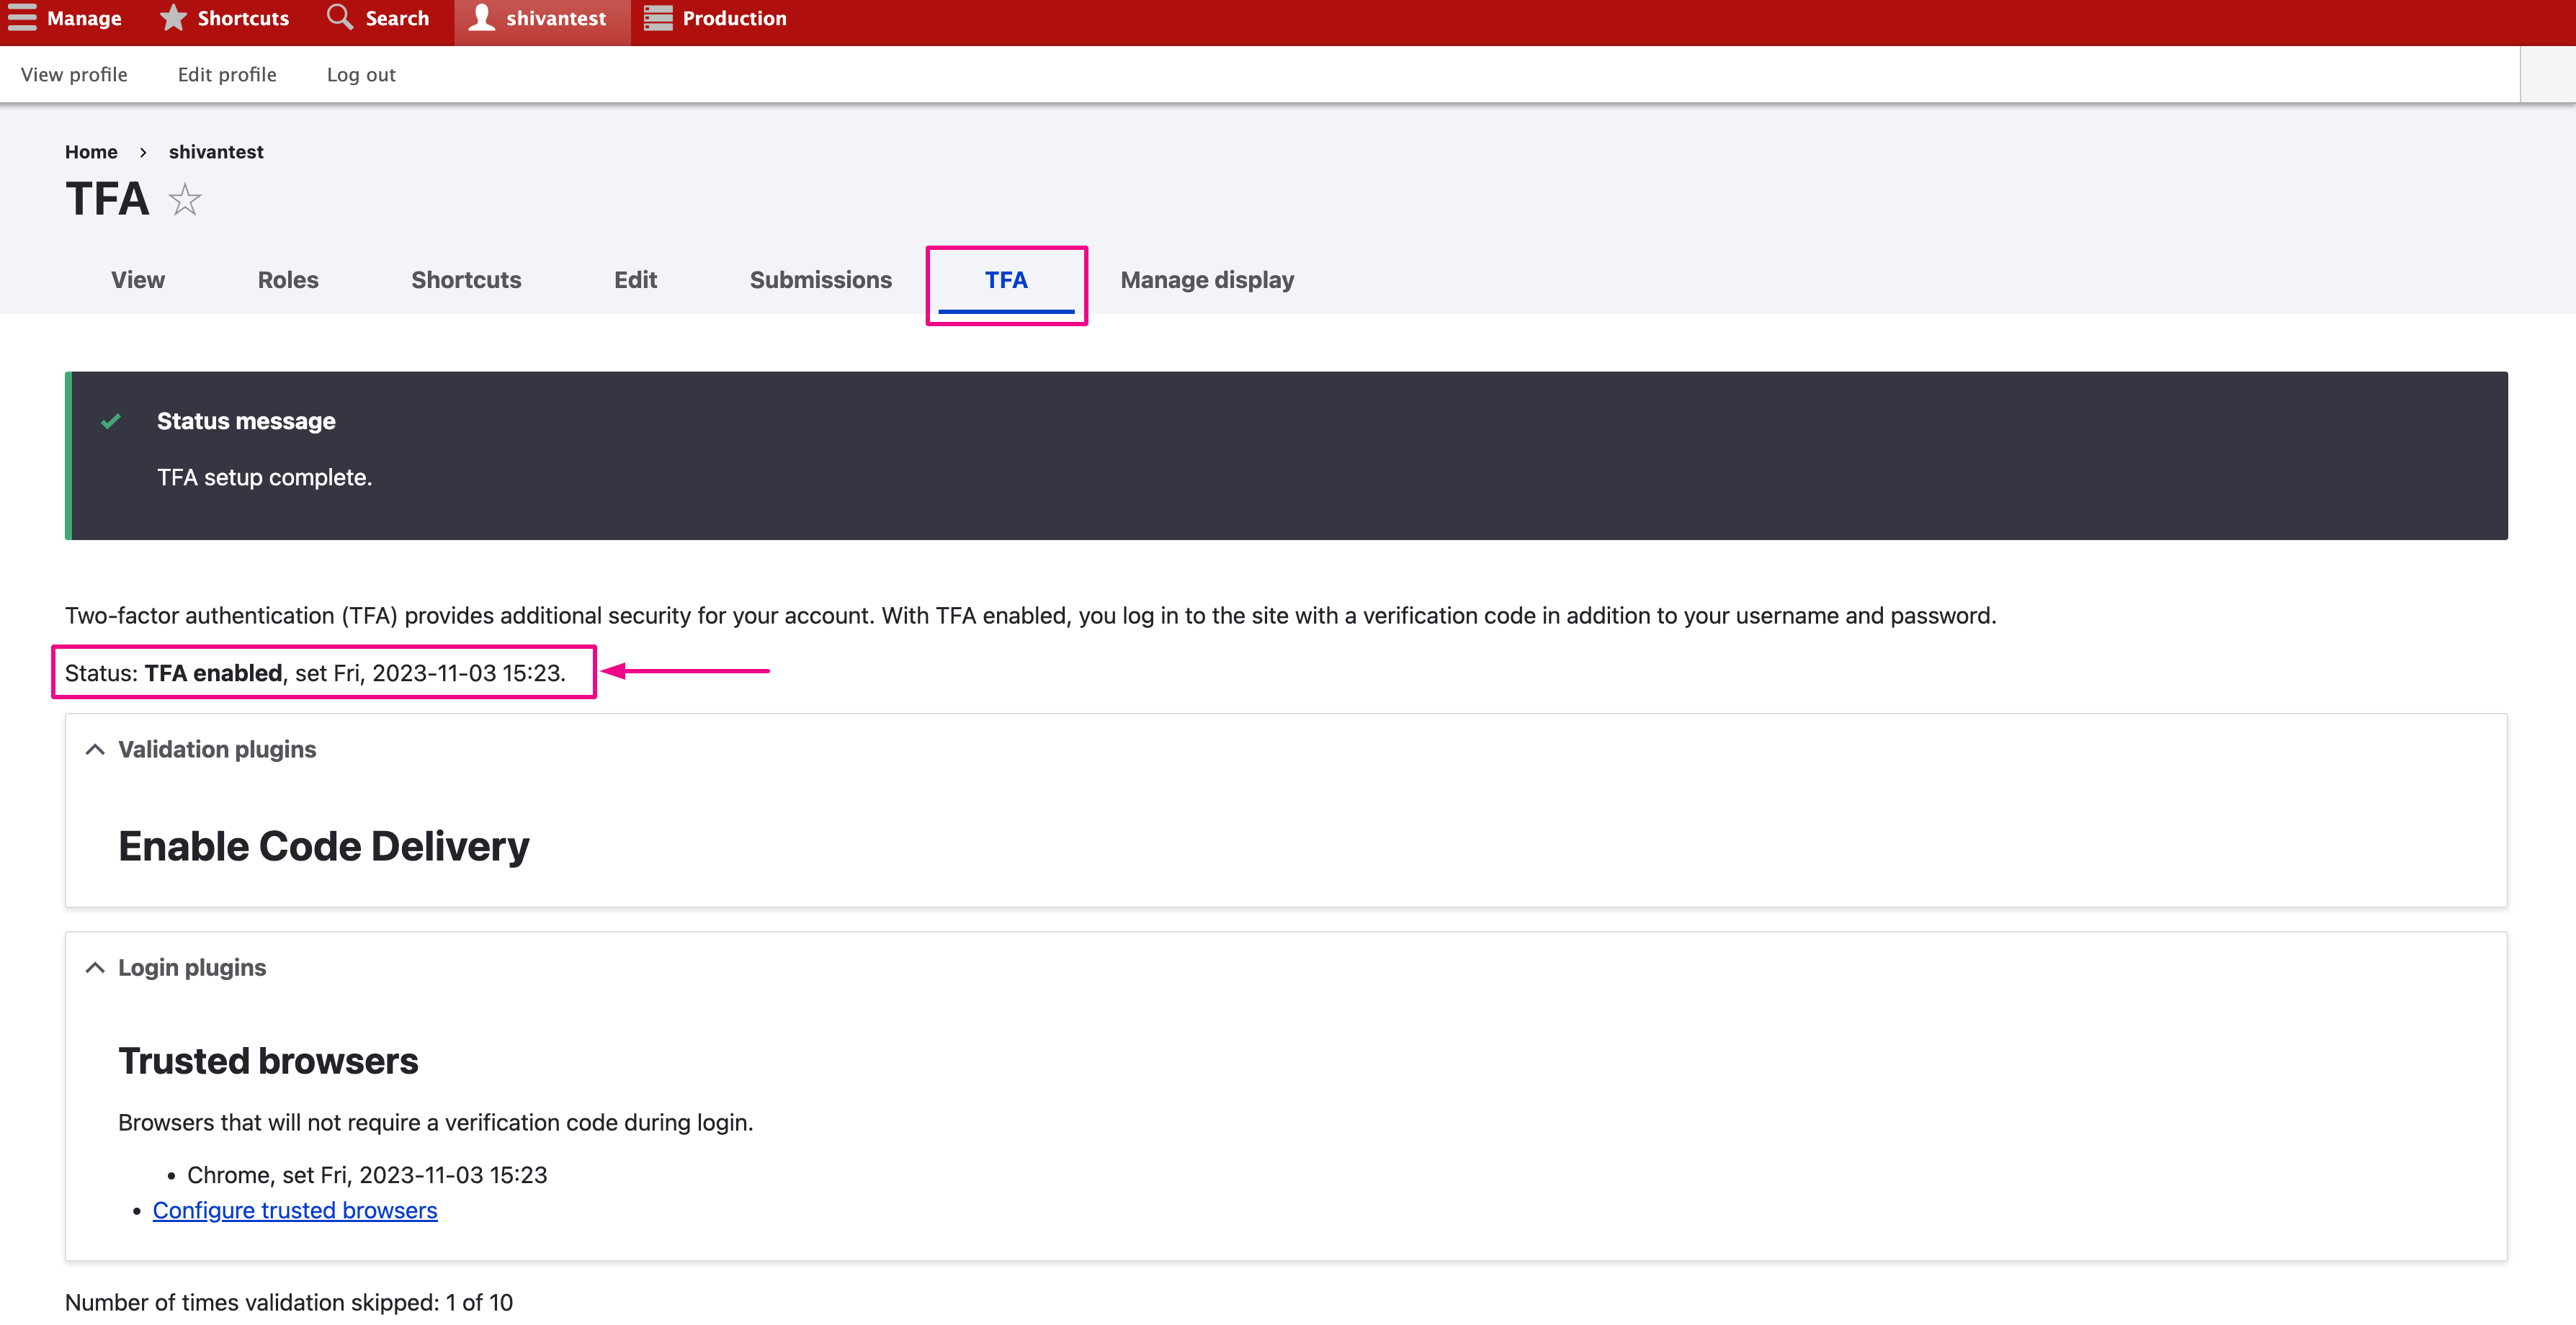 Manage Shortcuts Search shivantest Production
View profile Edit profile Log out
Home › shivantest
TFA
View Roles Shortcuts Edit Submissions TFA Manage display
Status message
TFA setup complete.
Two-factor authentication (TFA) provides additional security for your account. With TFA enabled, you log in to the site with a verification code in addition to your username and password.
Status: TFA enabled, set Fri, 2023-11-03 15:23.
Validation plugins
Enable Code Delivery
Login plugins
Trusted browsers
Browsers that will not require a verification code during login.
• Chrome, set Fri, 2023-11-03 15:23
• Configure trusted browsers
Number of times validation skipped: 1 of 10